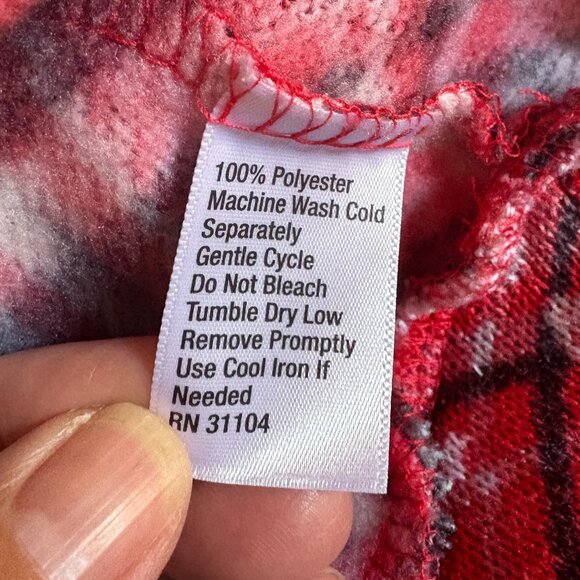 100% Polyester
Machine Wash Cold
Separately
Gentle Cycle
Do Not Bleach
Tumble Dry Low
Remove Promptly
Use Cool Iron If
Needed
RN 31104